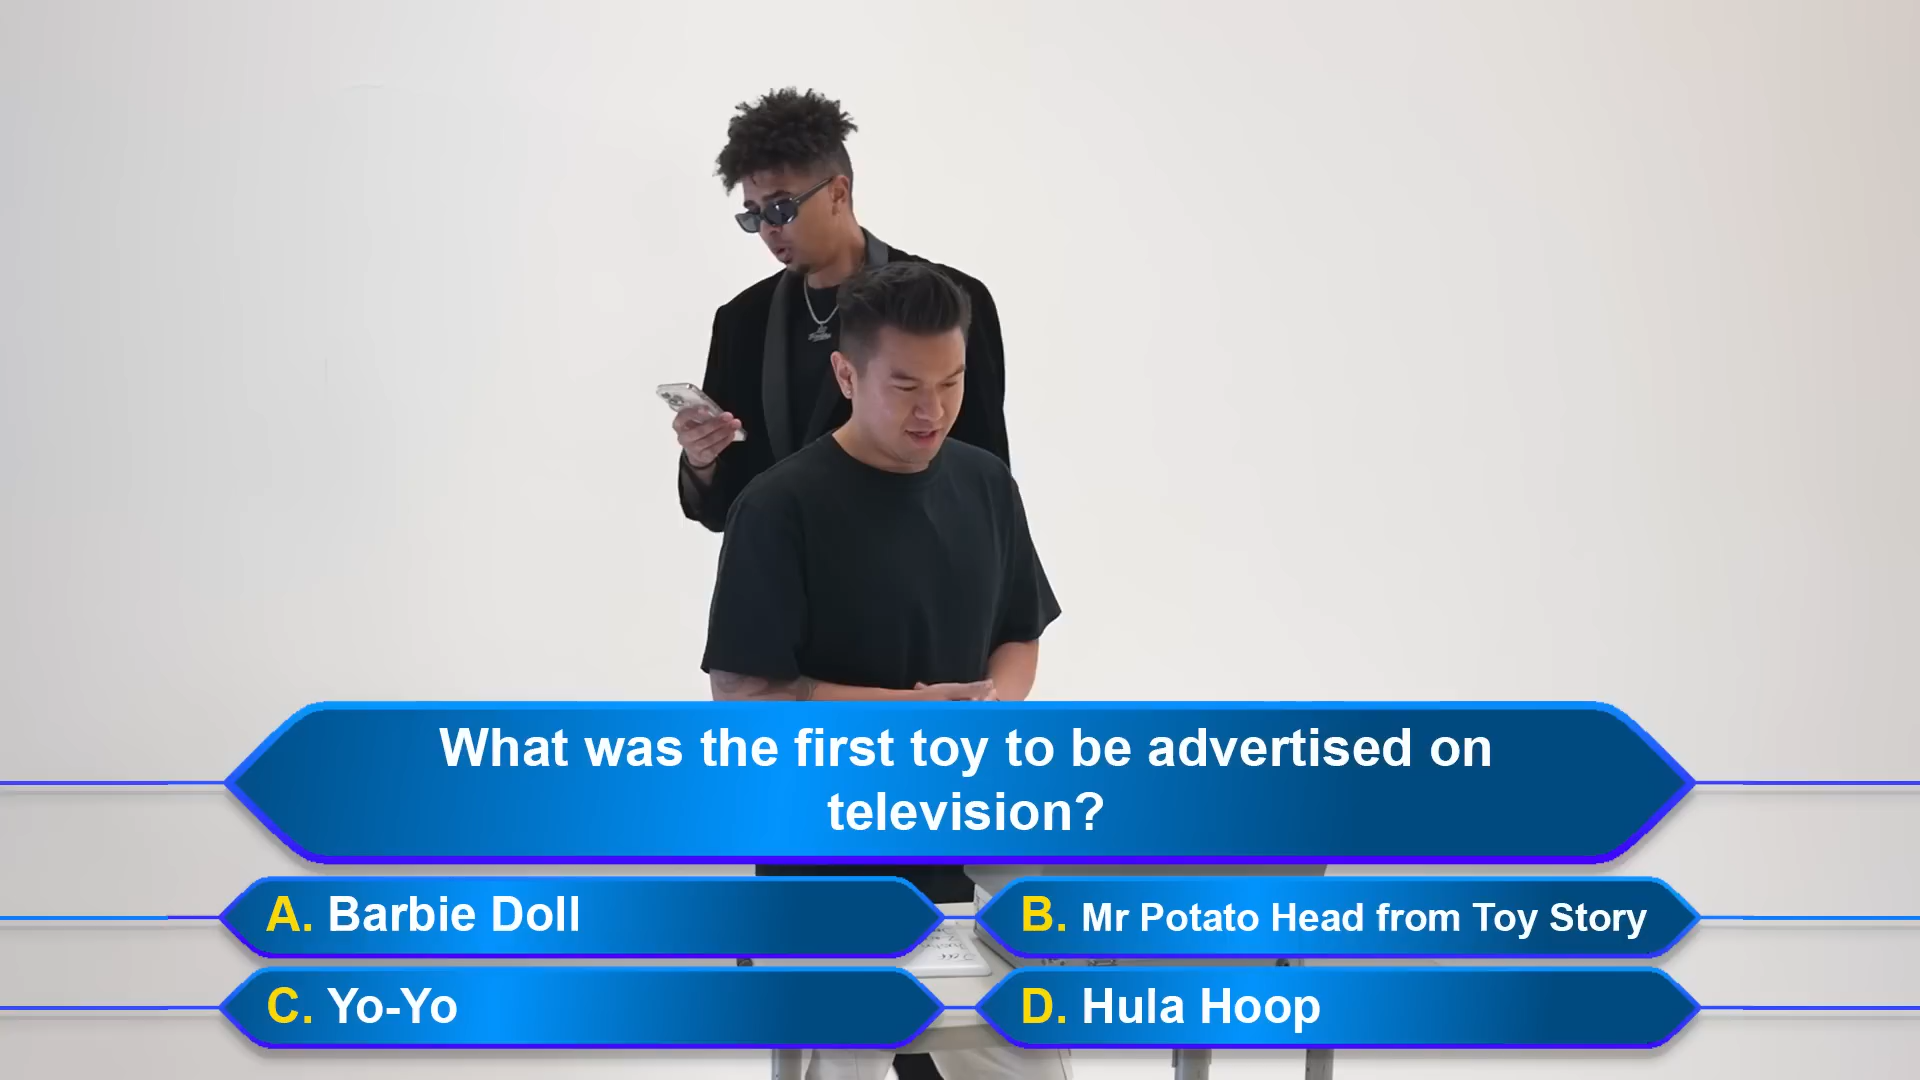 What was the first toy to be advertised on
television?
A. Barbie Doll
B. Mr Potato Head from Toy Story
C. Yo-Yo
D. Hula Hoop